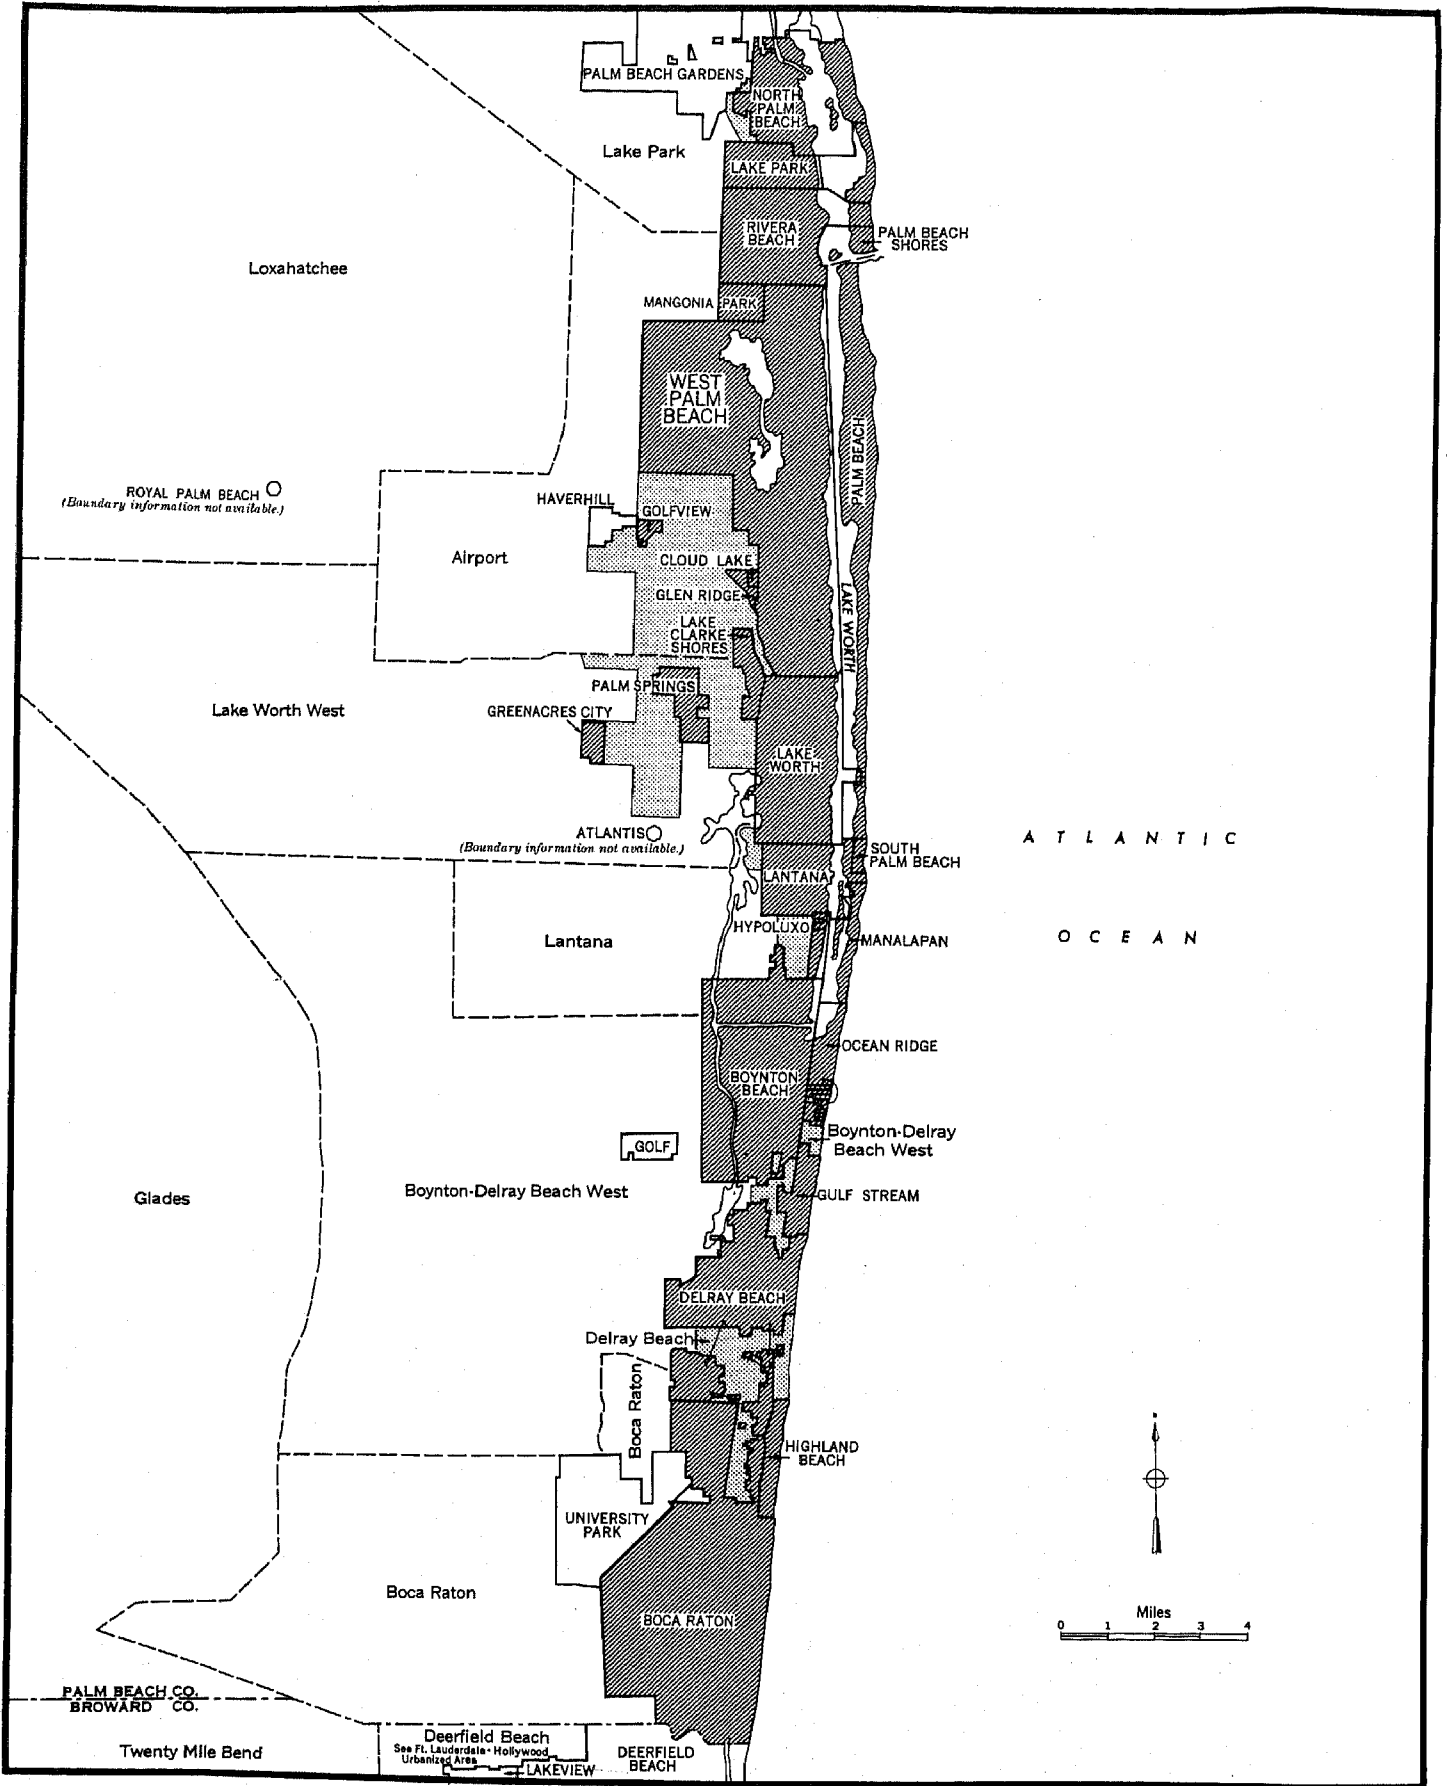 PALM BEACH GARDENS
NORTH
PALM
BEACH
Lake Park
LAKE PARK
RIVERA
BEACH
PALM BEACH
SHORES
Loxahatchee
MANGONIA PARK
WEST
PALM
BEACH
PALM BEACH
ROYAL PALM BEACH
(Boundary information not available.)
HAVERHILL
GOLFVIEW
Airport
CLOUD LAKE
GLEN RIDGE
LAKE WORTH
LAKE
CLARKE
SHORES
PALM SPRINGS
Lake Worth West
GREENACRES CITY
LAKE
WORTH
ATLANTIS
(Boundary information not available.)
ATLANTIC
SOUTH
PALM BEACH
LANTANA
HYPOLUXO
Lantana
MANALAPAN
OCEAN
OCEAN RIDGE
BOYNTON
BEACH
GOLF
Boynton-Delray
Beach West
Glades
Boynton-Delray Beach West
GULF STREAM
DELRAY BEACH
Delray Beach
Boca Raton
HIGHLAND
BEACH
UNIVERSITY
PARK
Boca Raton
BOCA RATON
Miles
0 1 2 3 4
PALM BEACH CO.
BROWARD CO.
Twenty Mile Bend
Deerfield Beach
See Ft. Lauderdale-Hollywood
Urbanized Area
LAKEVIEW
DEERFIELD
BEACH